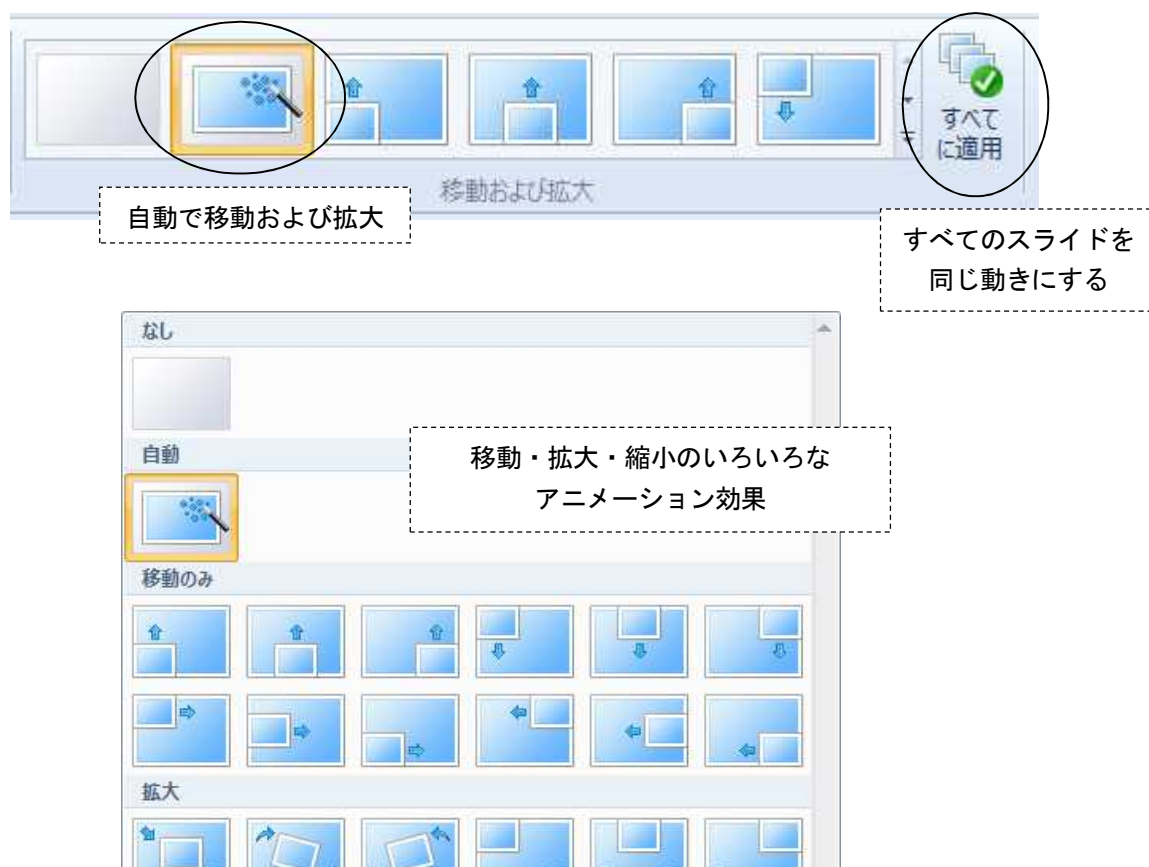 すべて
に適用
移動および拡大
自動で移動および拡大
すべてのスライドを
同じ動きにする
なし
自動
移動・拡大・縮小のいろいろな
アニメーション効果
移動のみ
拡大